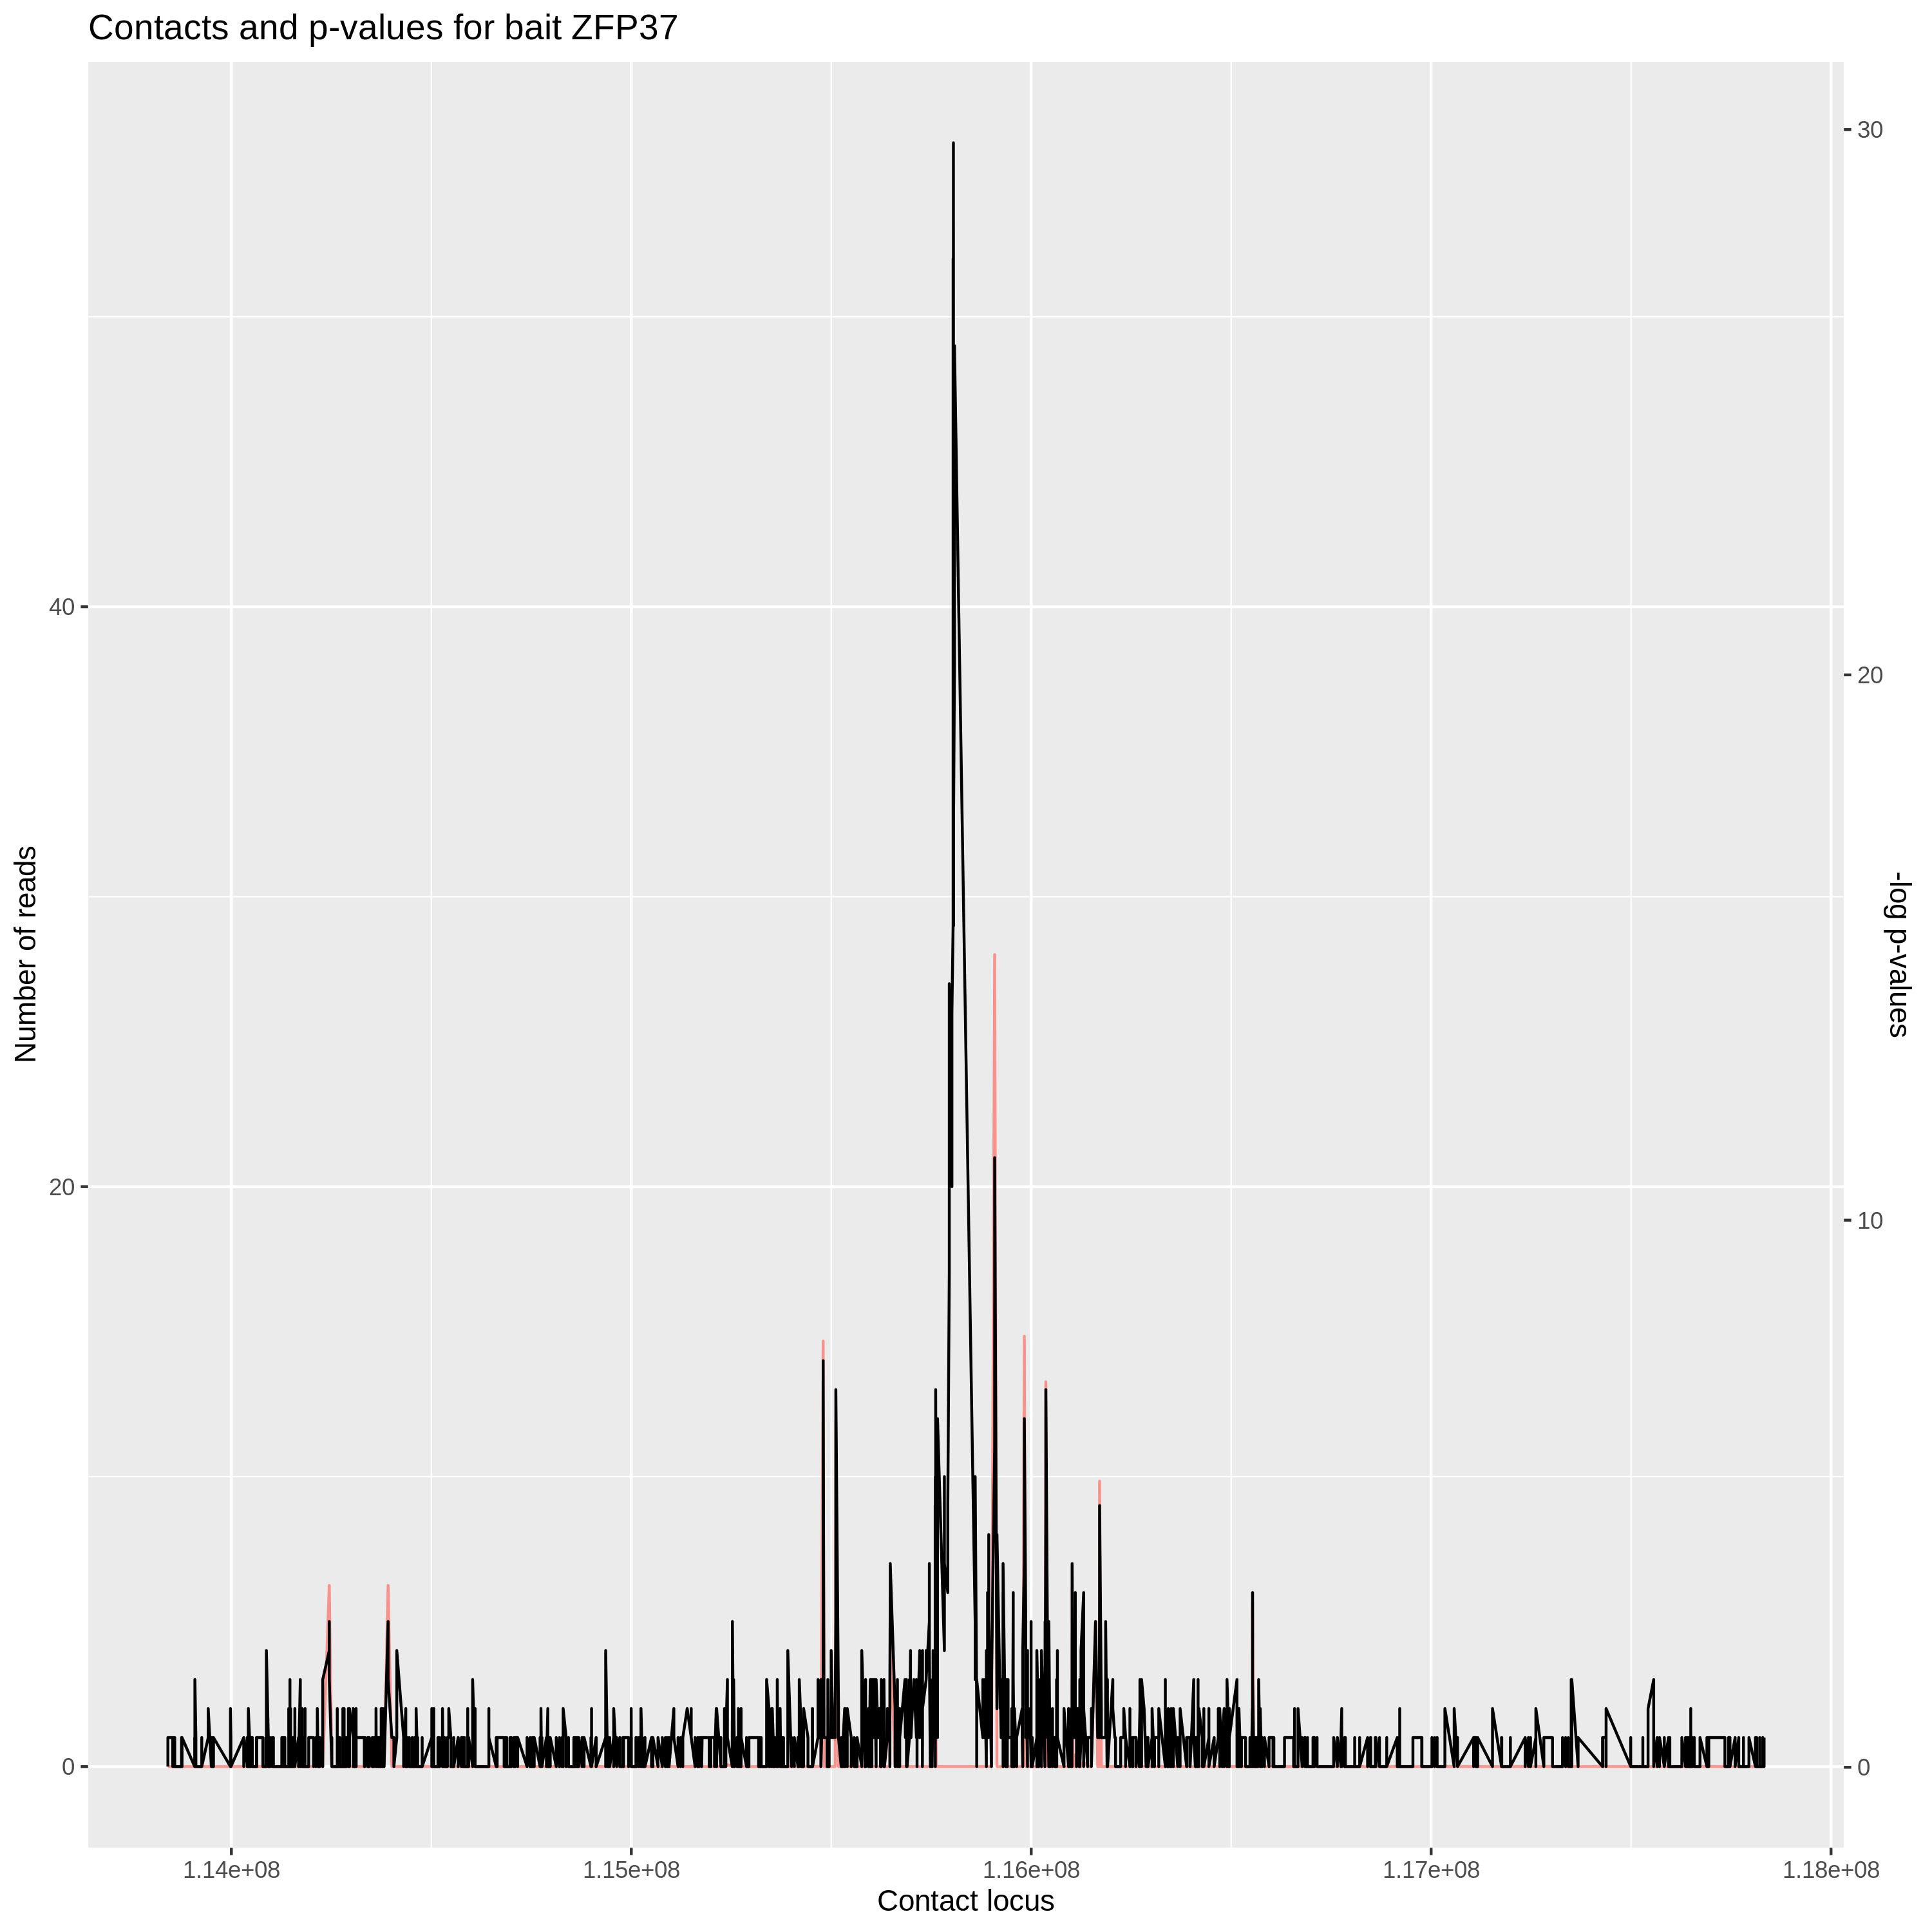 Contacts and p-values for bait ZFP37
30
40
20
20
10
0
0
Number of reads
-log p-values
1.14e+08 1.15e+08 1.16e+08 1.17e+08 1.18e+08
Contact locus